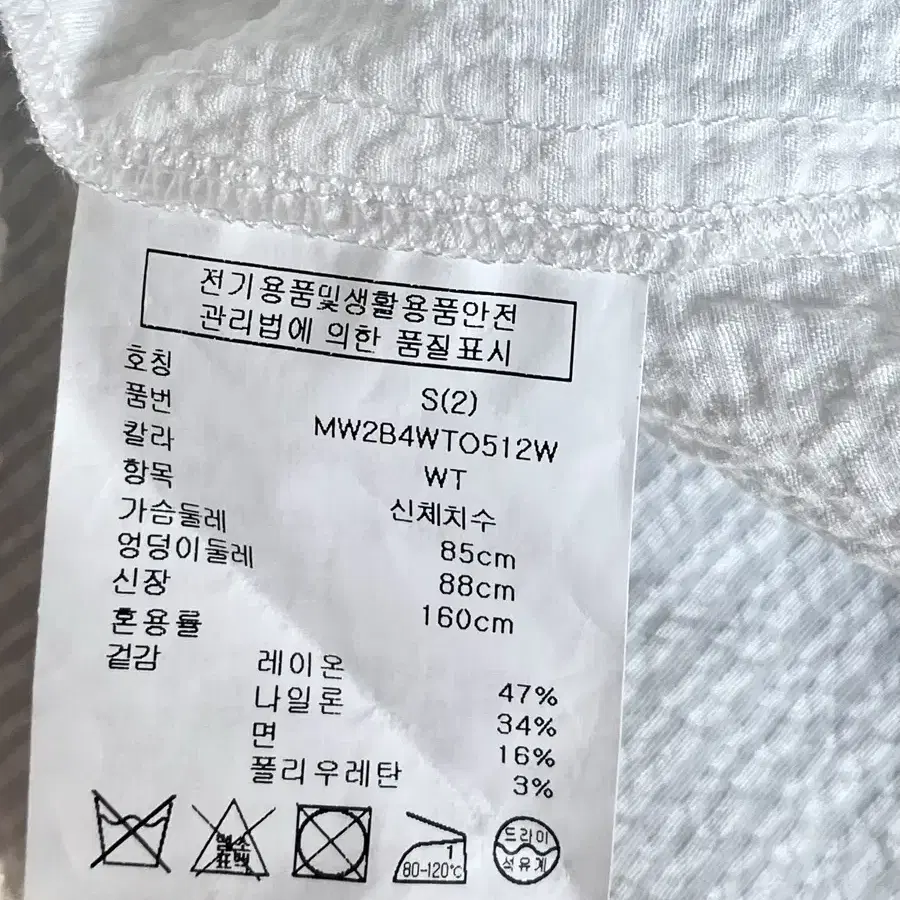 전기용품및생활용품안전
관리법에 의한 품질표시
호칭 S(2)
품번 MW2B4WTO512W
칼라 WT
항목 신체치수
가슴둘레 85cm
엉덩이둘레 88cm
신장 160cm
혼용률
겉감 레이온 47%
나일론 34%
면 16%
폴리우레탄 3%
염소
표백
1
80-120℃
드라이
석유계